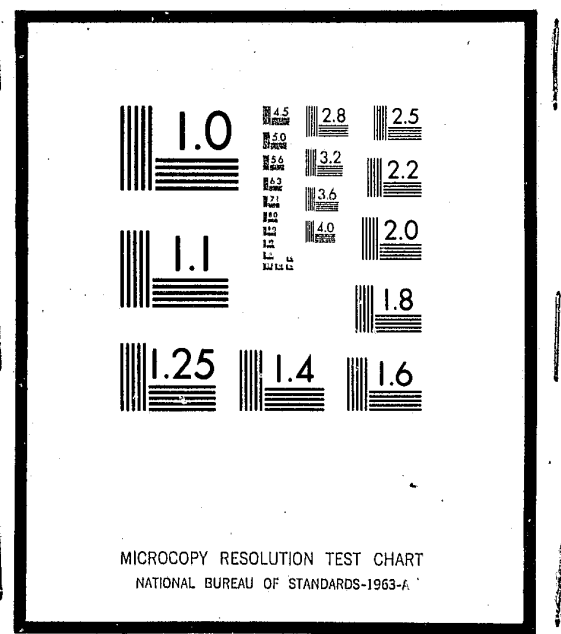 1.0
4.5 2.8 2.5
5.0
5.6 3.2 2.2
6.3
7.1 3.6
4.0 2.0
1.1
1.8
1.25 1.4 1.6
MICROCOPY RESOLUTION TEST CHART
NATIONAL BUREAU OF STANDARDS-1963-A